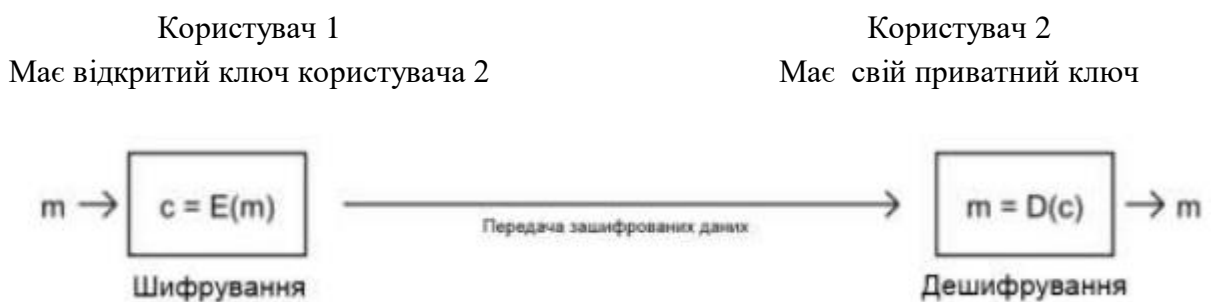 Користувач 1 Користувач 2
Має відкритий ключ користувача 2 Має свій приватний ключ
m → c = E(m) Передача зашифрованих даних m = D(c) → m
Шифрування Дешифрування